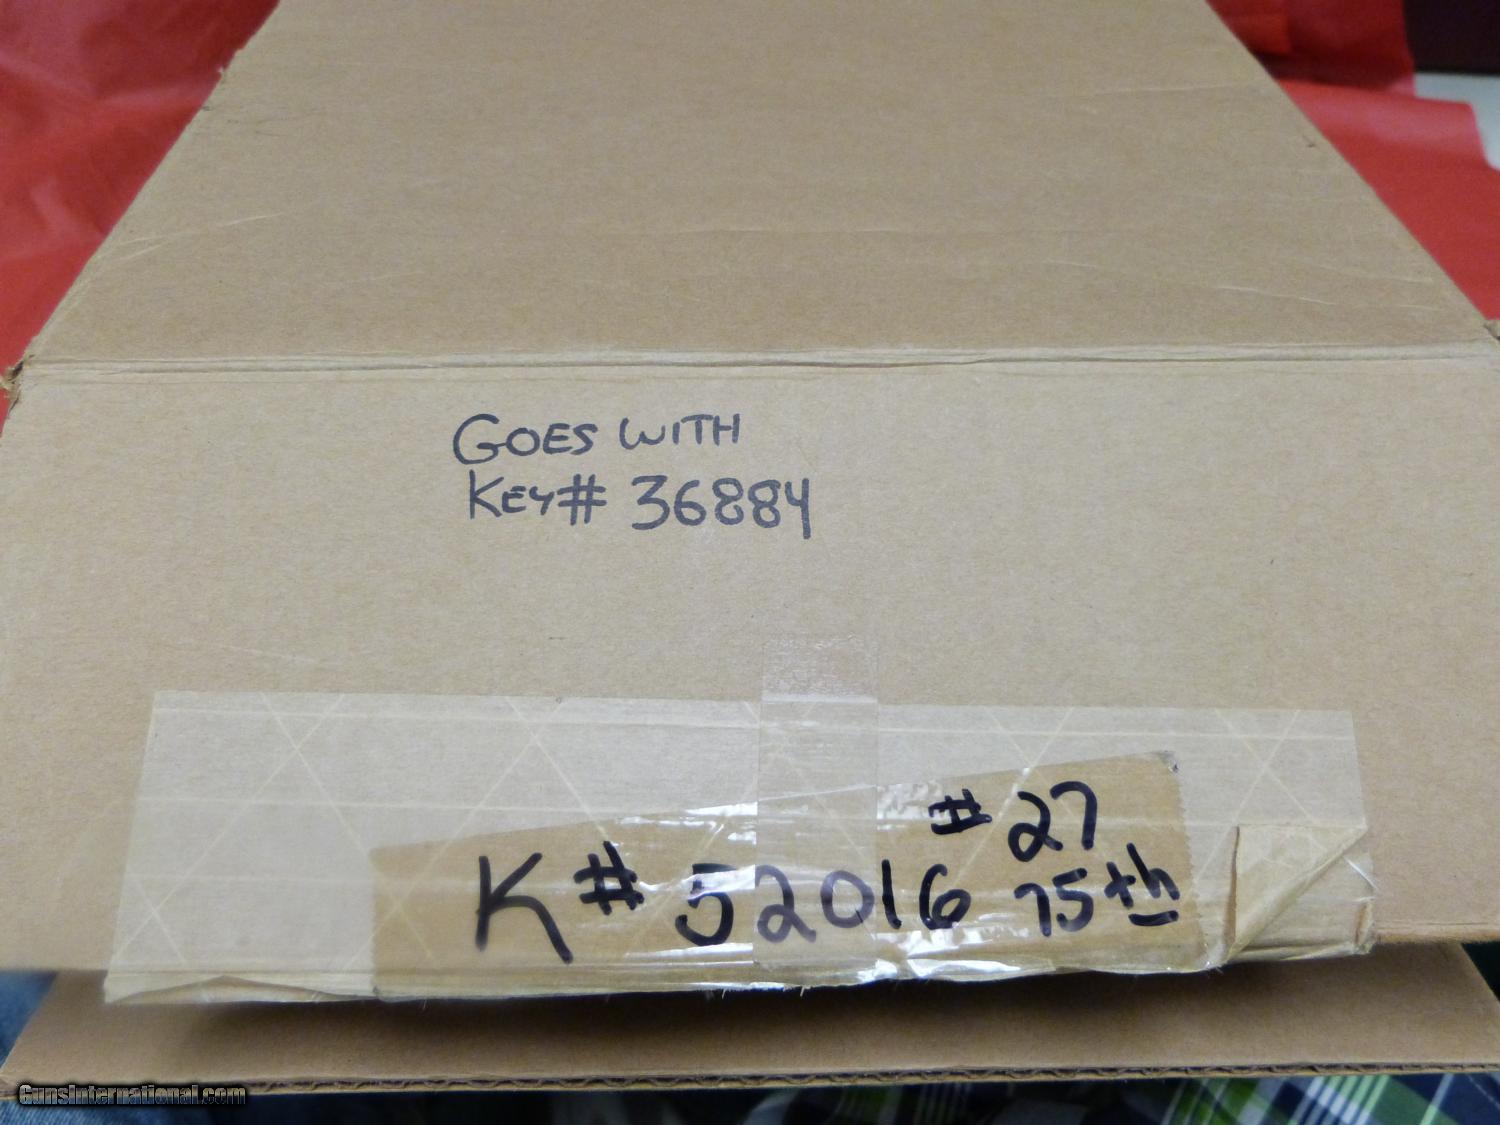 GOES WITH
KEY# 36884
# 27
K# 52016 75th
GunsInternational.com